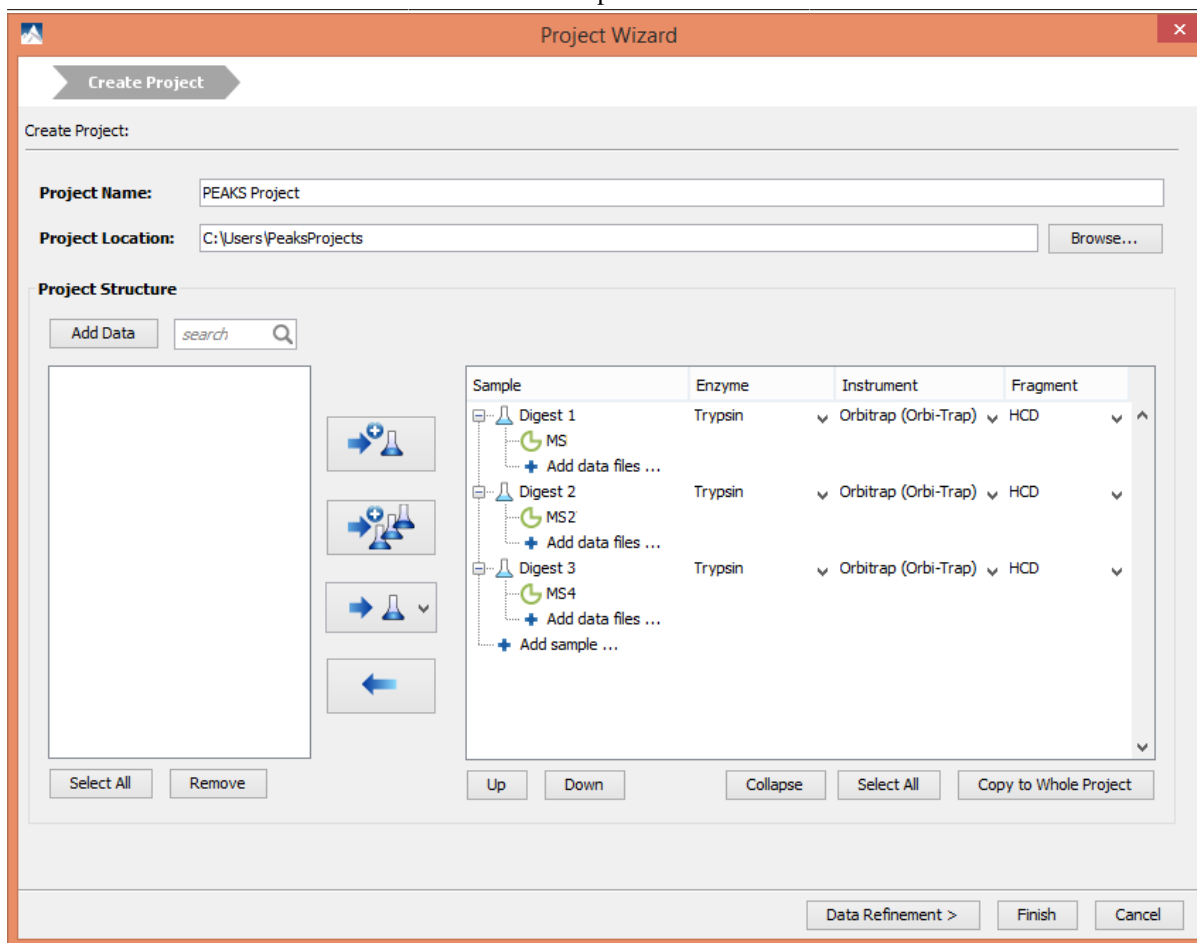 Project Wizard
Create Project
Create Project:
Project Name: PEAKS Project
Project Location: C:\Users\PeaksProjects Browse...
Project Structure
Add Data search
Sample Enzyme Instrument Fragment
Digest 1 Trypsin Orbitrap (Orbi-Trap) HCD
MS
Add data files ...
Digest 2 Trypsin Orbitrap (Orbi-Trap) HCD
MS2
Add data files ...
Digest 3 Trypsin Orbitrap (Orbi-Trap) HCD
MS4
Add data files ...
Add sample ...
Select All Remove Up Down Collapse Select All Copy to Whole Project
Data Refinement > Finish Cancel